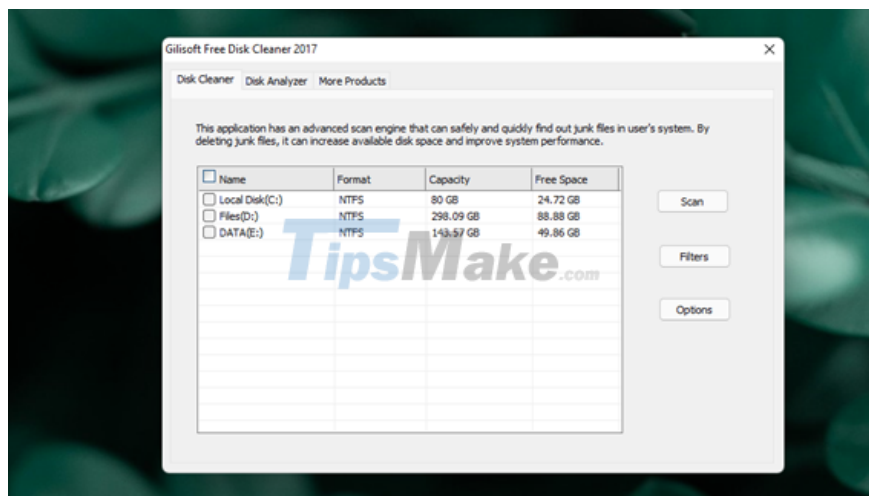 Gilisoft Free Disk Cleaner 2017
Disk Cleaner Disk Analyzer More Products
This application has an advanced scan engine that can safely and quickly find out junk files in user's system. By
deleting junk files, it can increase available disk space and improve system performance.
Name Format Capacity Free Space
Local Disk(C:) NTFS 80 GB 24.72 GB
Files(D:) NTFS 298.09 GB 88.88 GB
DATA(E:) NTFS 143.57 GB 49.86 GB
Scan
TipsMake.com
Filters
Options